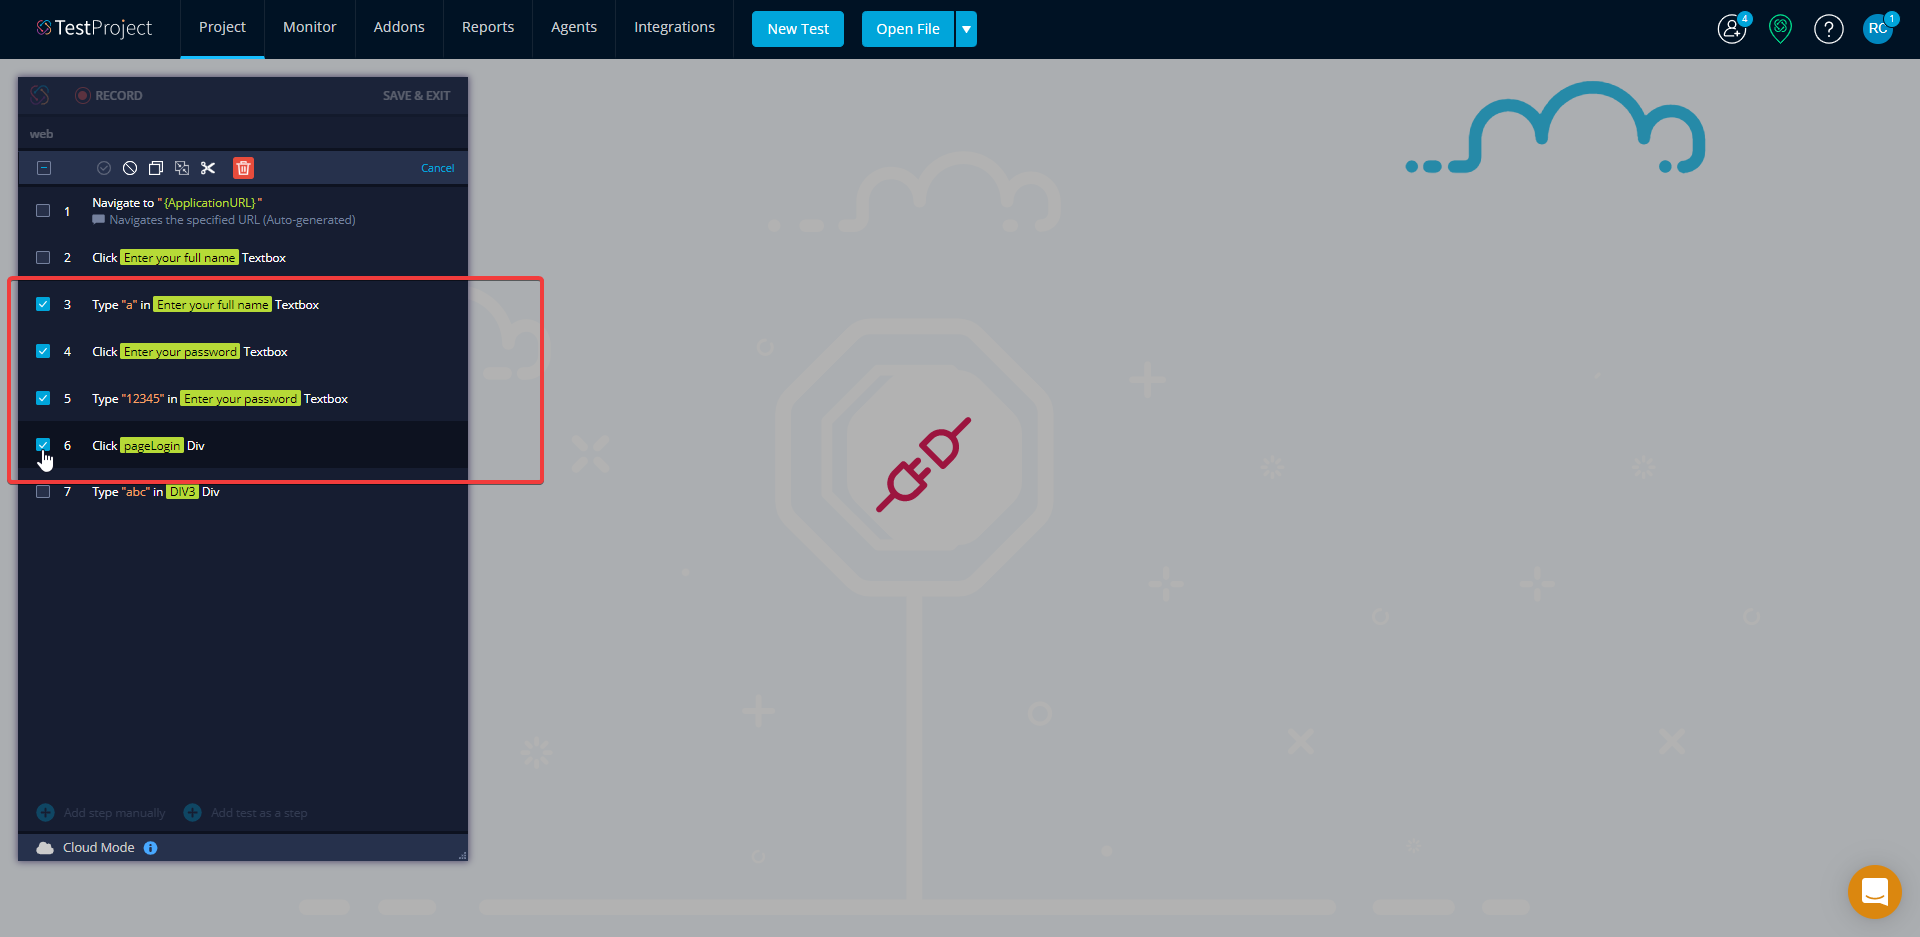 TestProject Project Monitor Addons Reports Agents Integrations New Test Open File 4 ? RC 1
RECORD SAVE & EXIT
web
Cancel
1 Navigate to "{ApplicationURL}"
Navigates the specified URL (Auto-generated)
2 Click Enter your full name Textbox
3 Type "a" in Enter your full name Textbox
4 Click Enter your password Textbox
5 Type "12345" in Enter your password Textbox
6 Click pageLogin Div
7 Type "abc" in DIV3 Div
Add step manually Add test as a step
Cloud Mode i